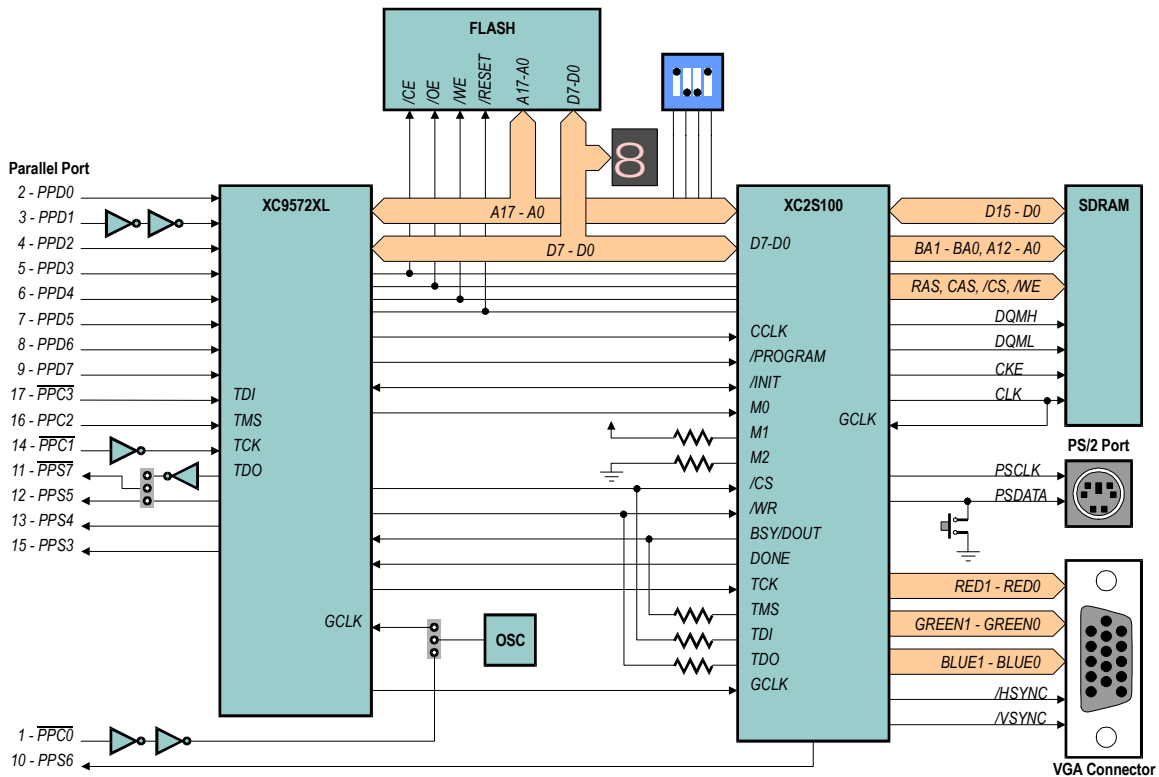 FLASH
/CE
/OE
/WE
/RESET
A17-A0
D7-D0
8
Parallel Port
2 - PPD0
3 - PPD1
4 - PPD2
5 - PPD3
6 - PPD4
7 - PPD5
8 - PPD6
9 - PPD7
17 - PPC3
16 - PPC2
14 - PPC1
11 - PPS7
12 - PPS5
13 - PPS4
15 - PPS3
1 - PPC0
10 - PPS6
XC9572XL
TDI
TMS
TCK
TDO
GCLK
A17 - A0
D7 - D0
OSC
XC2S100
D7-D0
CCLK
/PROGRAM
/INIT
M0
M1
M2
/CS
/WR
BSY/DOUT
DONE
TCK
TMS
TDI
TDO
GCLK
GCLK
SDRAM
D15 - D0
BA1 - BA0, A12 - A0
RAS, CAS, /CS, /WE
DQMH
DQML
CKE
CLK
PS/2 Port
PSCLK
PSDATA
RED1 - RED0
GREEN1 - GREEN0
BLUE1 - BLUE0
/HSYNC
/VSYNC
VGA Connector